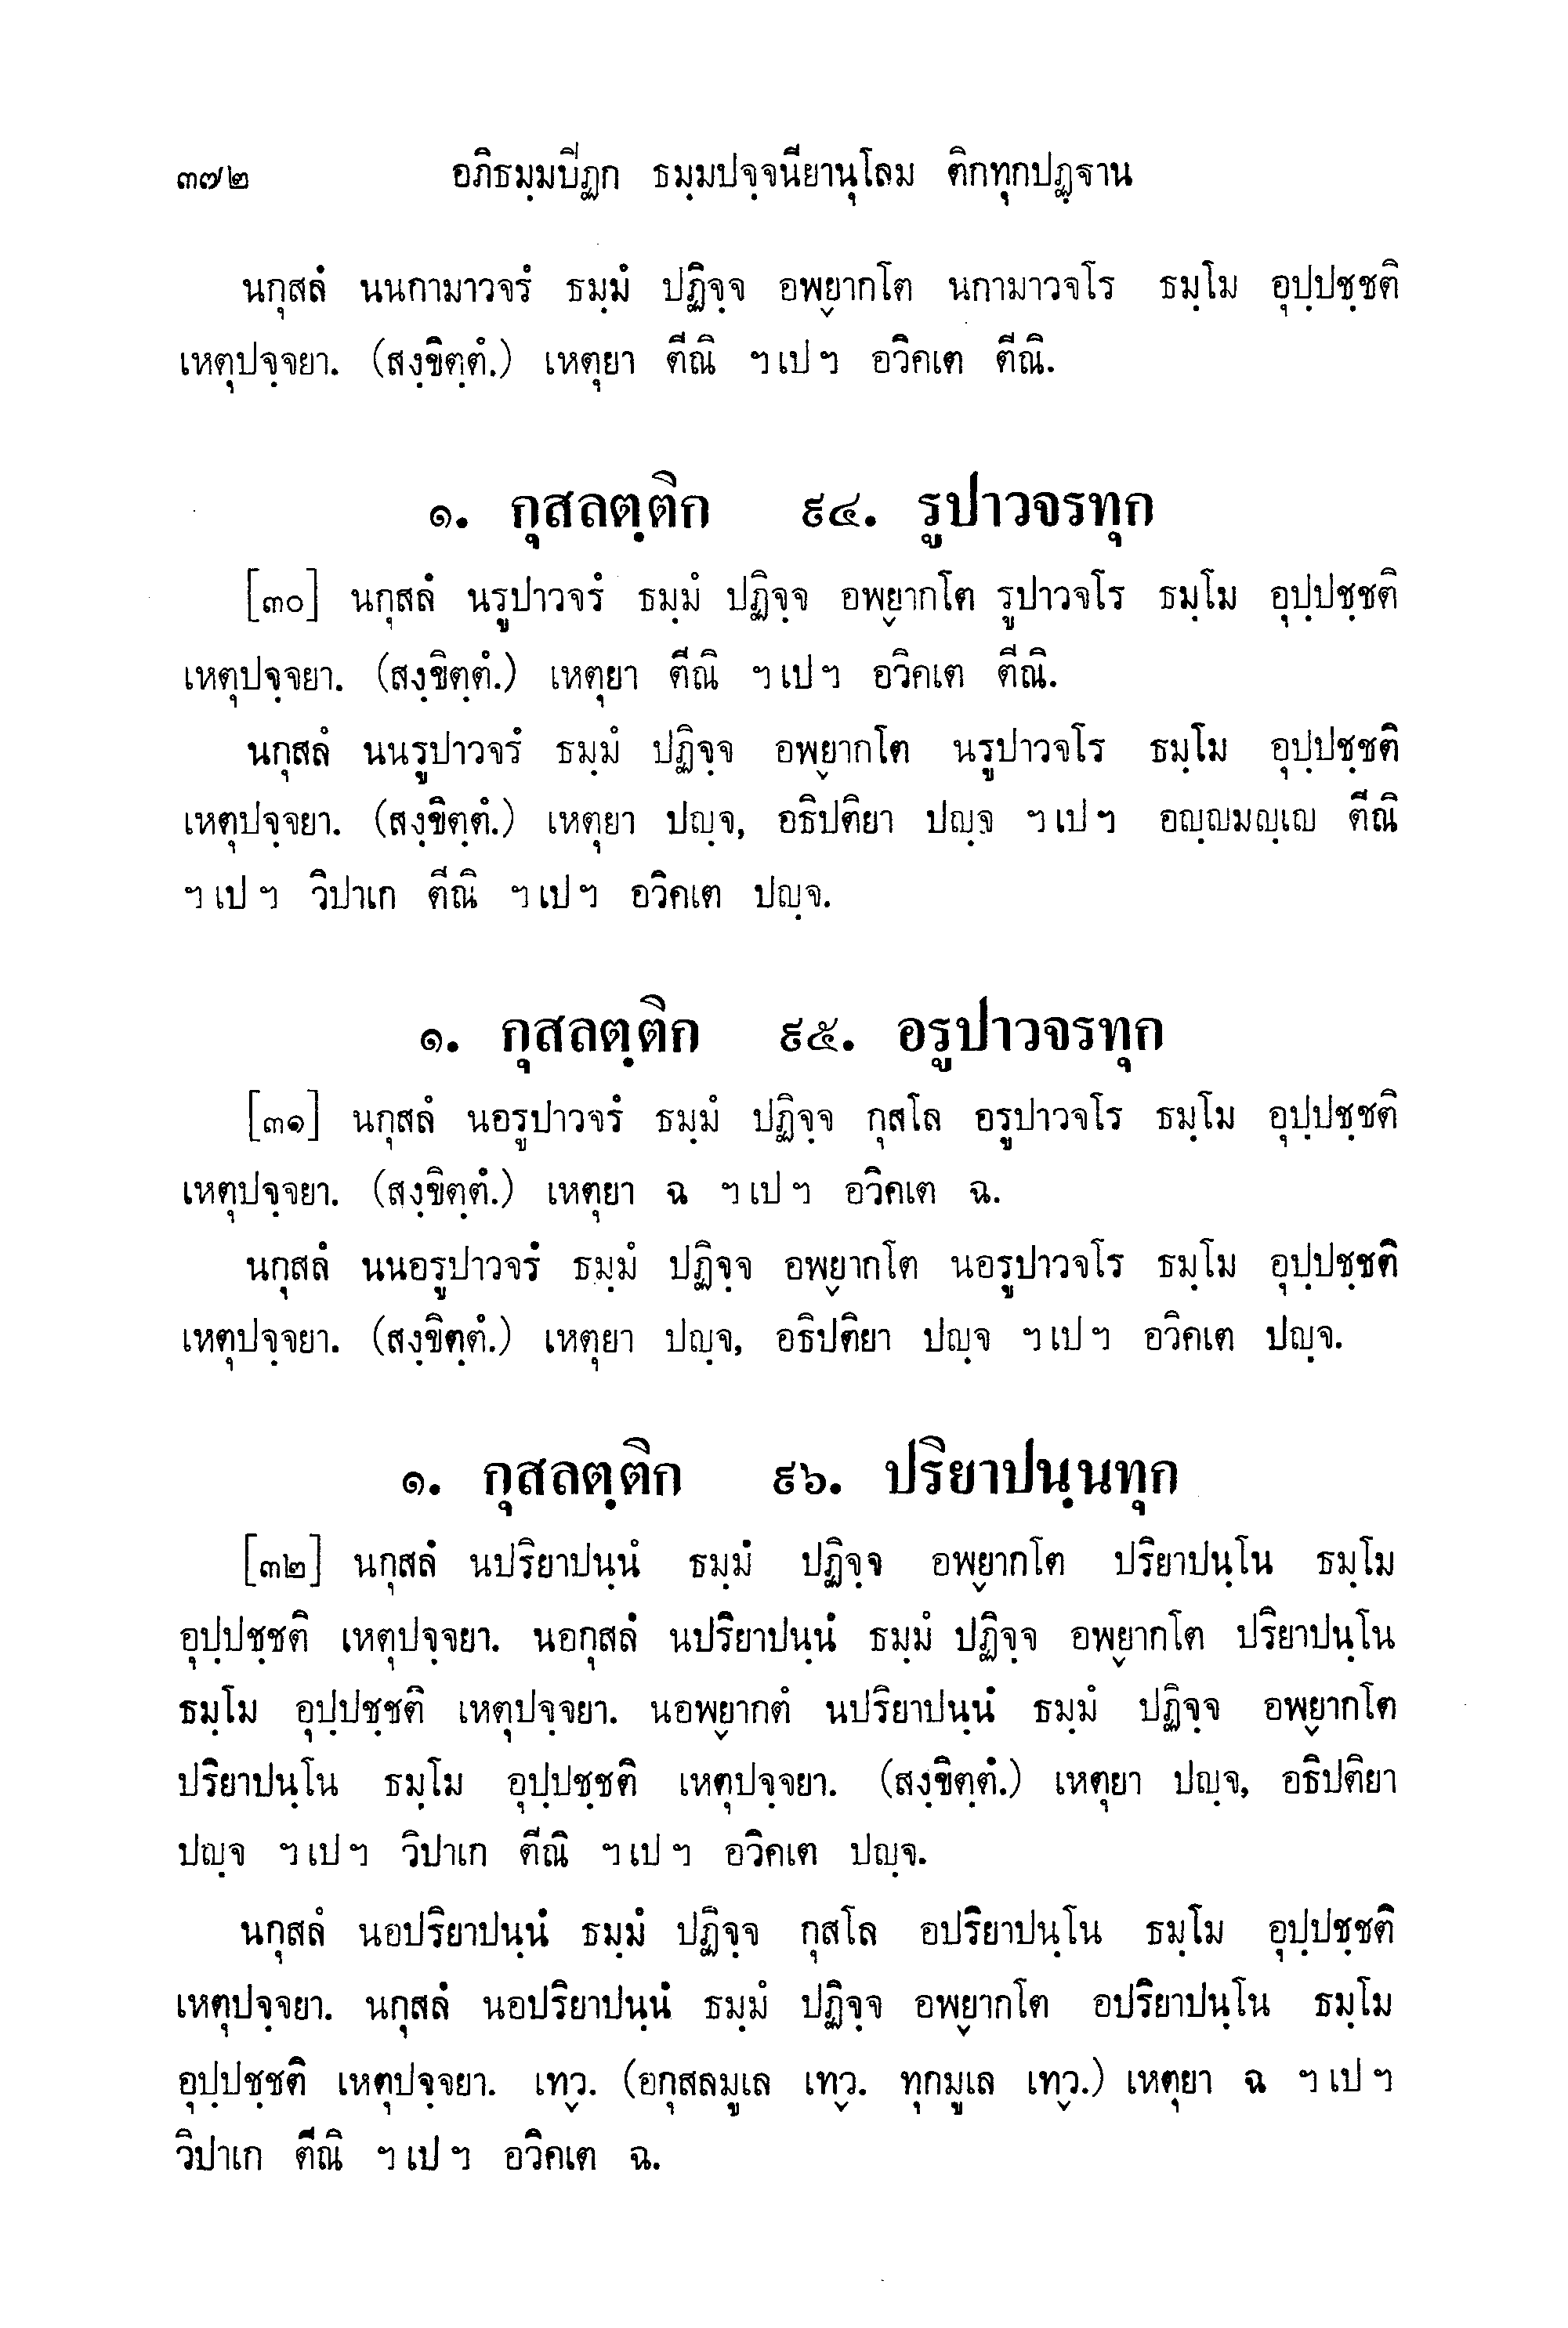 ๓๗๒ อภิธมฺมปิฏก ธมฺมปจฺจนียานุโลม ติกทุกปฏฺฐาน
นกุสลํ นนกามาวจรํ ธมฺมํ ปฏิจฺจ อพฺยากโต นกามาวจโร ธมฺโม อุปฺปชฺชติ
เหตุปจฺจยา. (สงฺขิตฺตํ.) เหตุยา ตีณิ ฯเปฯ อวิคเต ตีณิ.
๑. กุสลตฺติก ๙๔. รูปาวจรทุก
[๓๐] นกุสลํ นรูปาวจรํ ธมฺมํ ปฏิจฺจ อพฺยากโต รูปาวจโร ธมฺโม อุปฺปชฺชติ
เหตุปจฺจยา. (สงฺขิตฺตํ.) เหตุยา ตีณิ ฯเปฯ อวิคเต ตีณิ.
นกุสลํ นนรูปาวจรํ ธมฺมํ ปฏิจฺจ อพฺยากโต นรูปาวจโร ธมฺโม อุปฺปชฺชติ
เหตุปจฺจยา. (สงฺขิตฺตํ.) เหตุยา ปญฺจ, อธิปติยา ปญฺจ ฯเปฯ อญฺญมญฺเญ ตีณิ
ฯเปฯ วิปาเก ตีณิ ฯเปฯ อวิคเต ปญฺจ.
๑. กุสลตฺติก ๙๕. อรูปาวจรทุก
[๓๑] นกุสลํ นอรูปาวจรํ ธมฺมํ ปฏิจฺจ กุสโล อรูปาวจโร ธมฺโม อุปฺปชฺชติ
เหตุปจฺจยา. (สงฺขิตฺตํ.) เหตุยา ฉ ฯเปฯ อวิคเต ฉ.
นกุสลํ นนอรูปาวจรํ ธมฺมํ ปฏิจฺจ อพฺยากโต นอรูปาวจโร ธมฺโม อุปฺปชฺชติ
เหตุปจฺจยา. (สงฺขิตฺตํ.) เหตุยา ปญฺจ, อธิปติยา ปญฺจ ฯเปฯ อวิคเต ปญฺจ.
๑. กุสลตฺติก ๙๖. ปริยาปนฺนทุก
[๓๒] นกุสลํ นปริยาปนฺนํ ธมฺมํ ปฏิจฺจ อพฺยากโต ปริยาปนฺโน ธมฺโม
อุปฺปชฺชติ เหตุปจฺจยา. นอกุสลํ นปริยาปนฺนํ ธมฺมํ ปฏิจฺจ อพฺยากโต ปริยาปนฺโน
ธมฺโม อุปฺปชฺชติ เหตุปจฺจยา. นอพฺยากตํ นปริยาปนฺนํ ธมฺมํ ปฏิจฺจ อพฺยากโต
ปริยาปนฺโน ธมฺโม อุปฺปชฺชติ เหตุปจฺจยา. (สงฺขิตฺตํ.) เหตุยา ปญฺจ, อธิปติยา
ปญฺจ ฯเปฯ วิปาเก ตีณิ ฯเปฯ อวิคเต ปญฺจ.
นกุสลํ นอปริยาปนฺนํ ธมฺมํ ปฏิจฺจ กุสโล อปริยาปนฺโน ธมฺโม อุปฺปชฺชติ
เหตุปจฺจยา. นกุสลํ นอปริยาปนฺนํ ธมฺมํ ปฏิจฺจ อพฺยากโต อปริยาปนฺโน ธมฺโม
อุปฺปชฺชติ เหตุปจฺจยา. เทฺว. (อกุสลมูเล เทฺว. ทุกมูเล เทฺว.) เหตุยา ฉ ฯเปฯ
วิปาเก ตีณิ ฯเปฯ อวิคเต ฉ.